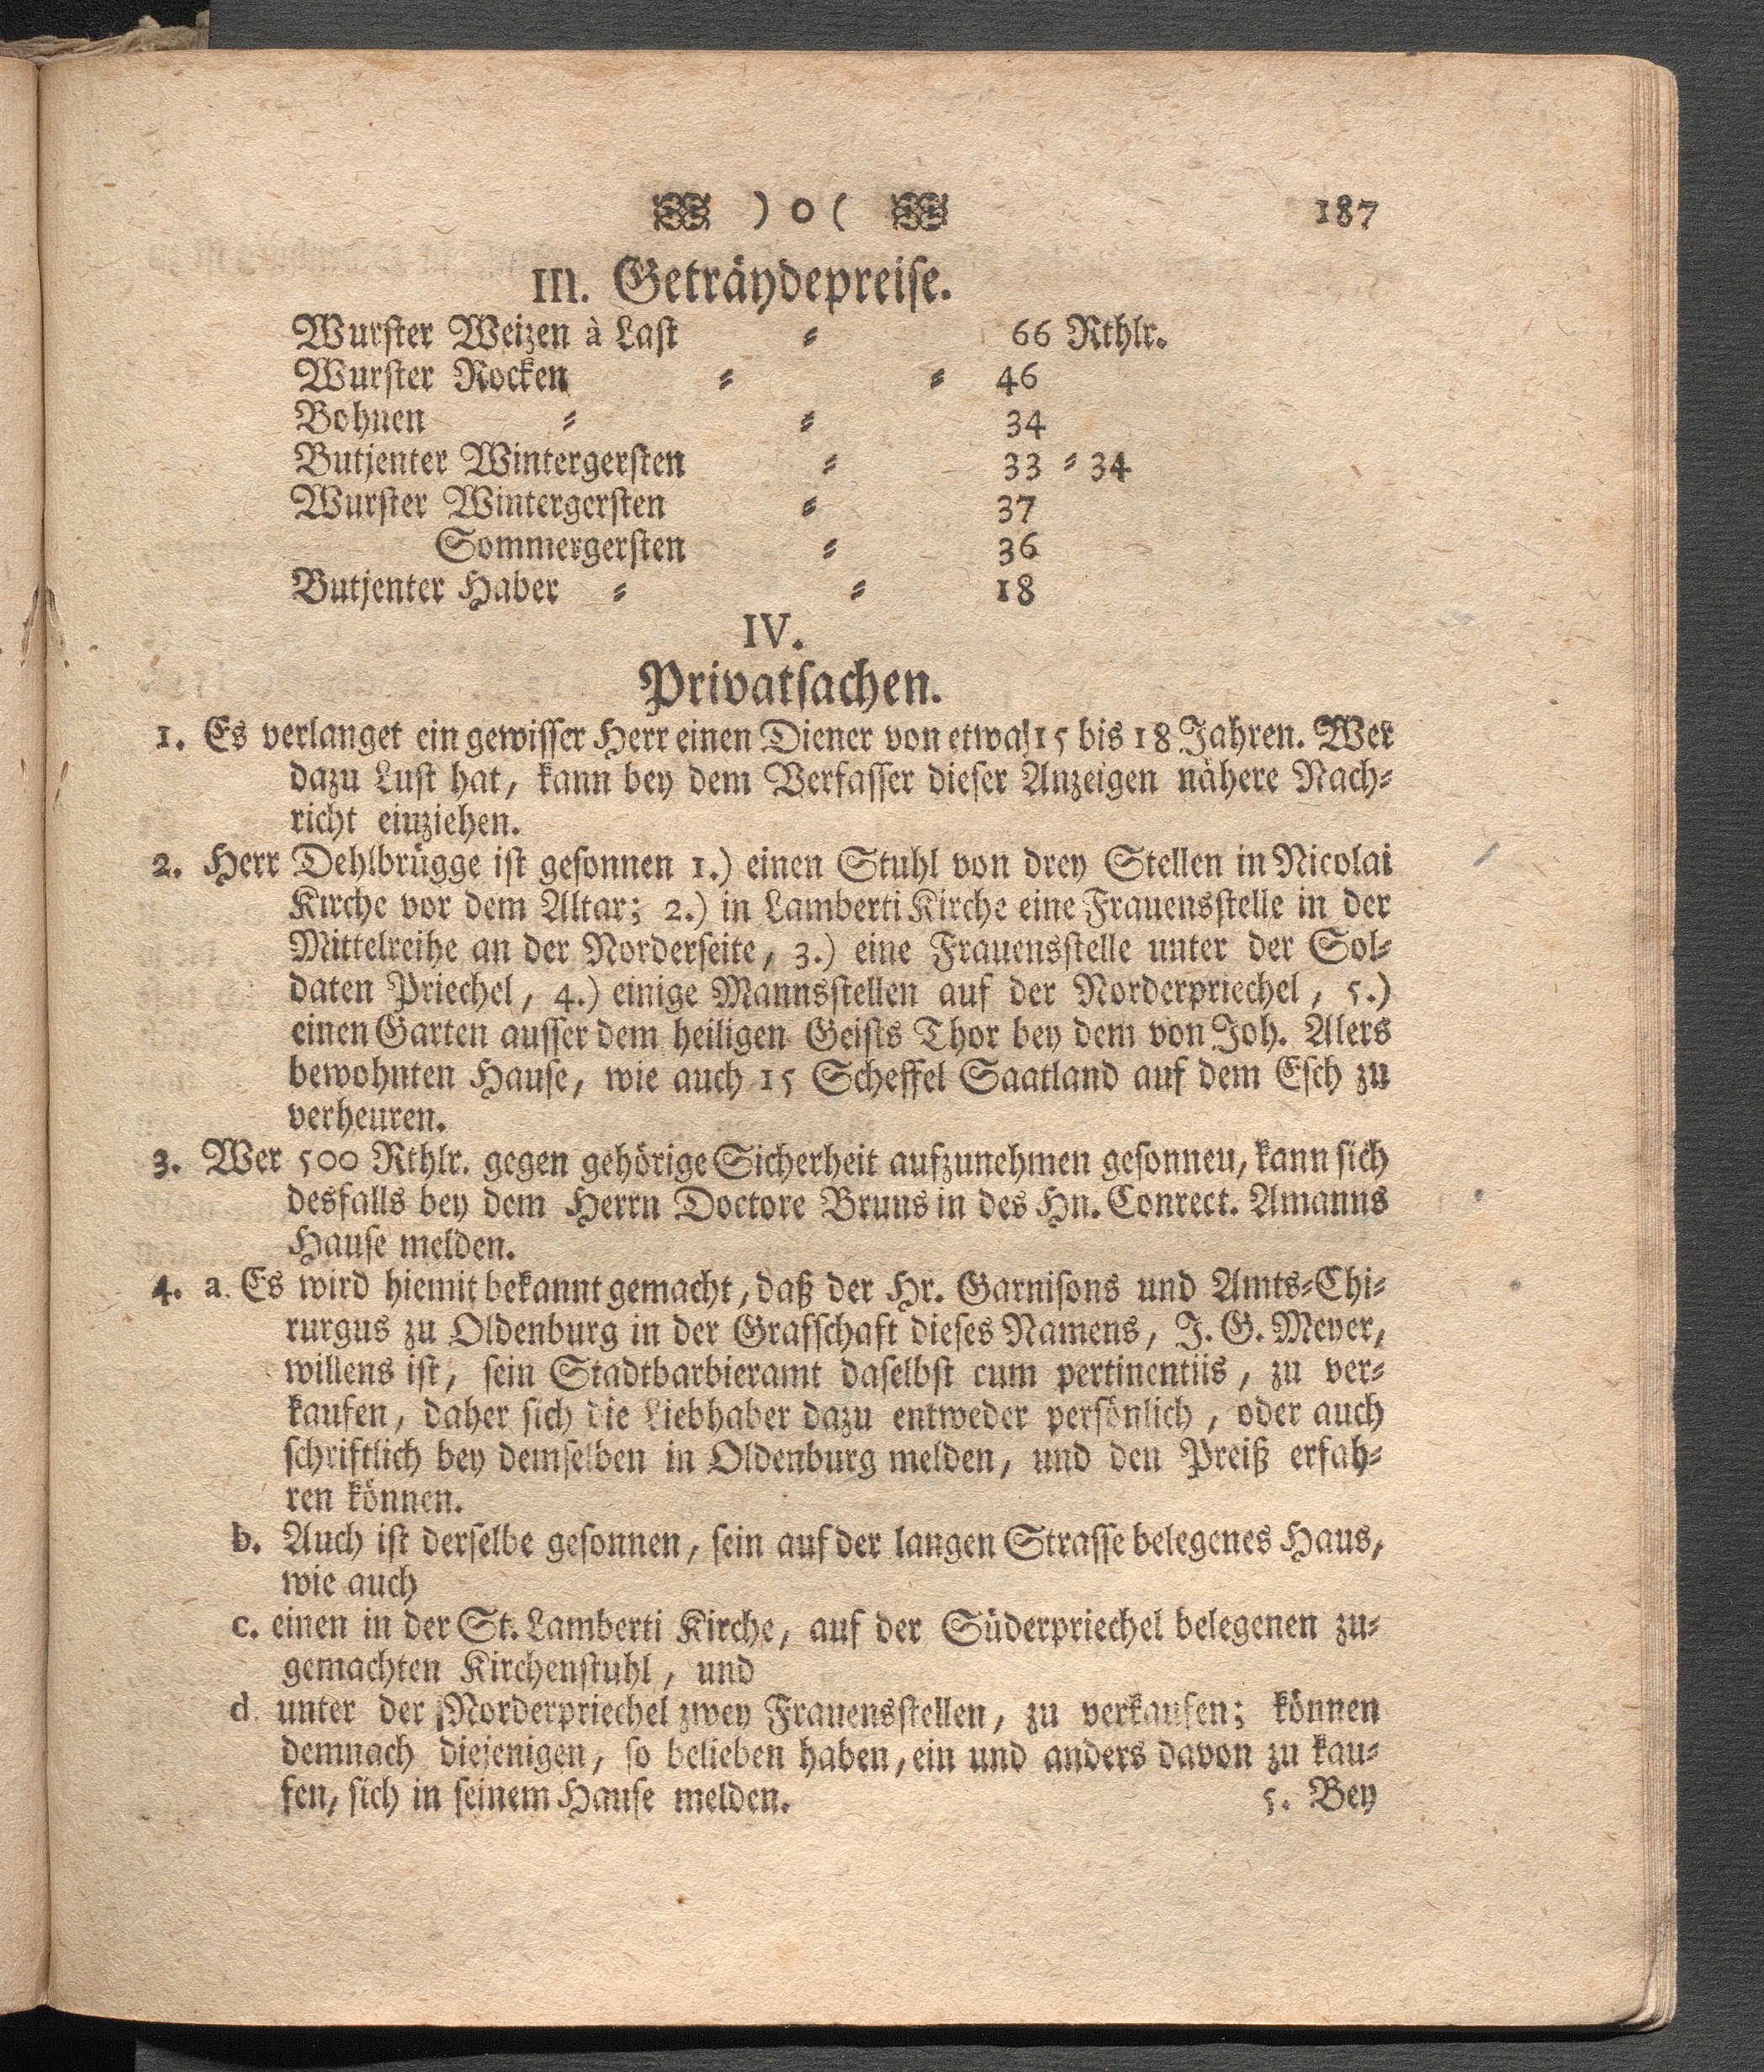 ) o ( 187
III. Geträydepreise.
Wurster Weizen à Last = 66 Rthlr.
Wurster Rocken = = 46
Bohnen = = 34
Butjenter Wintergersten = 33 = 34
Wurster Wintergersten = 37
Sommergersten = 36
Butjenter Haber = = 18
IV.
Privatsachen.
1. Es verlanget ein gewisser Herr einen Diener von etwa 15 bis 18 Jahren. Wer
dazu Lust hat, kann bey dem Verfasser dieser Anzeigen nähere Nach=
richt einziehen.
2. Herr Dehlbrügge ist gesonnen 1.) einen Stuhl von drey Stellen in Nicolai
Kirche vor dem Altar; 2.) in Lamberti Kirche eine Frauensstelle in der
Mittelreihe an der Norderseite, 3.) eine Frauensstelle unter der Sol=
daten Priechel, 4.) einige Mannsstellen auf der Norderpriechel, 5.)
einen Garten ausser dem heiligen Geists Thor bey dem von Joh. Alers
bewohnten Hause, wie auch 15 Scheffel Saatland auf dem Esch zu
verheuren.
3. Wer 500 Rthlr. gegen gehörige Sicherheit aufzunehmen gesonneu, kann sich
desfalls bey dem Herrn Doctore Bruns in des Hn. Conrect. Amanns
Hause melden.
4. a. Es wird hiemit bekannt gemacht, daß der Hr. Garnisons und Amts=Chi=
rurgus zu Oldenburg in der Grafschaft dieses Namens, J. G. Meyer,
willens ist, sein Stadtbarbieramt daselbst cum pertinentiis, zu ver=
kaufen, daher sich die Liebhaber dazu entweder persönlich, oder auch
schriftlich bey demselben in Oldenburg melden, und den Preiß erfah=
ren können.
b. Auch ist derselbe gesonnen, sein auf der langen Strasse belegenes Haus,
wie auch
c. einen in der St. Lamberti Kirche, auf der Süderpriechel belegenen zu=
gemachten Kirchenstuhl, und
d. unter der Norderpriechel zwey Frauensstellen, zu verkaufen; können
demnach diejenigen, so belieben haben, ein und anders davon zu kau=
fen, sich in seinem Hause melden. 5. Bey